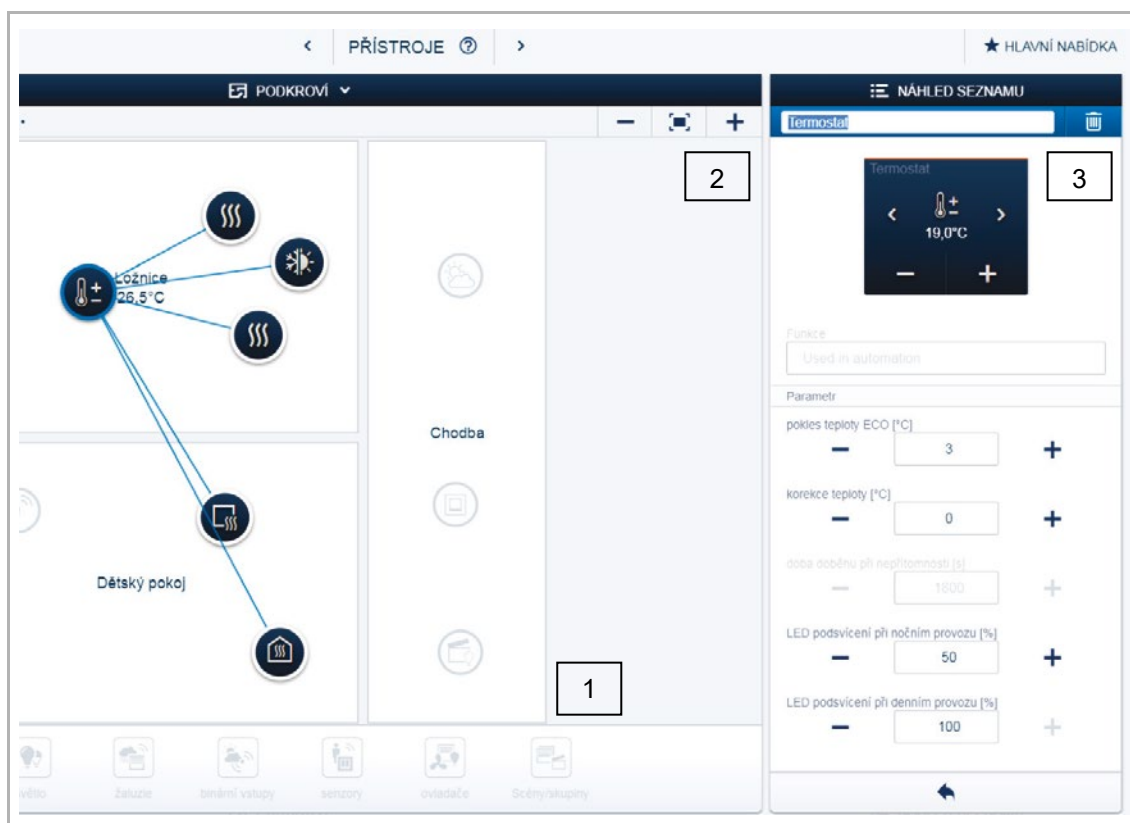 PŘÍSTROJE
HLAVNÍ NABÍDKA
PODKROVÍ
NÁHLED SEZNAMU
Termostat
2
3
Termostat
19,0°C
Ložnice
26,5°C
Funkce
Used in automation
Parametr
pokles teploty ECO [°C]
3
Chodba
korekce teploty [°C]
0
doba doběhu při nepřítomnosti [s]
1800
Dětský pokoj
LED podsvícení při nočním provozu [%]
50
1
LED podsvícení při denním provozu [%]
100
žaluzie
binární vstupy
senzory
ovladače
Scény/skupiny